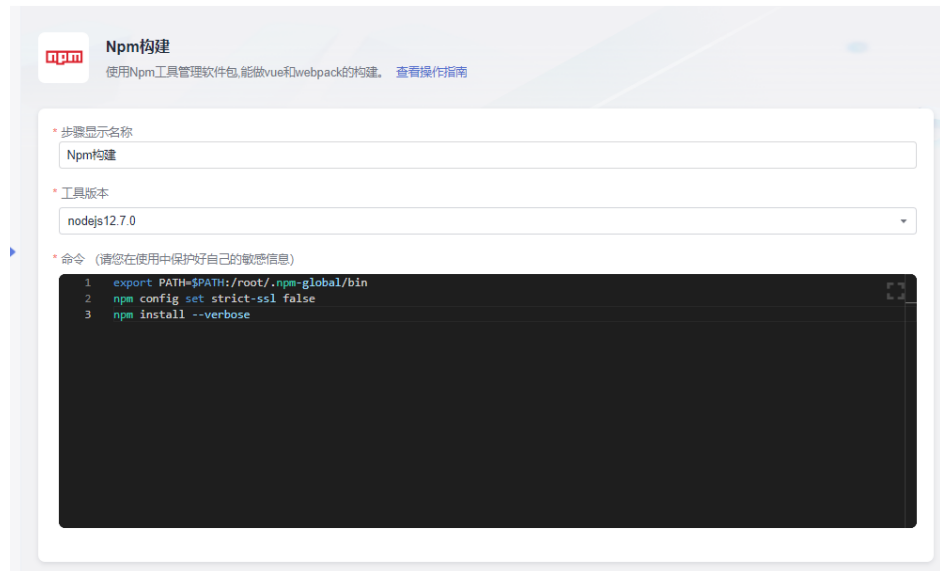 npm
Npm构建
使用Npm工具管理软件包,能做vue和webpack的构建。 查看操作指南
* 步骤显示名称
Npm构建
* 工具版本
nodejs12.7.0
* 命令 (请您在使用中保护好自己的敏感信息)
1 export PATH=$PATH:/root/.npm-global/bin
2 npm config set strict-ssl false
3 npm install --verbose